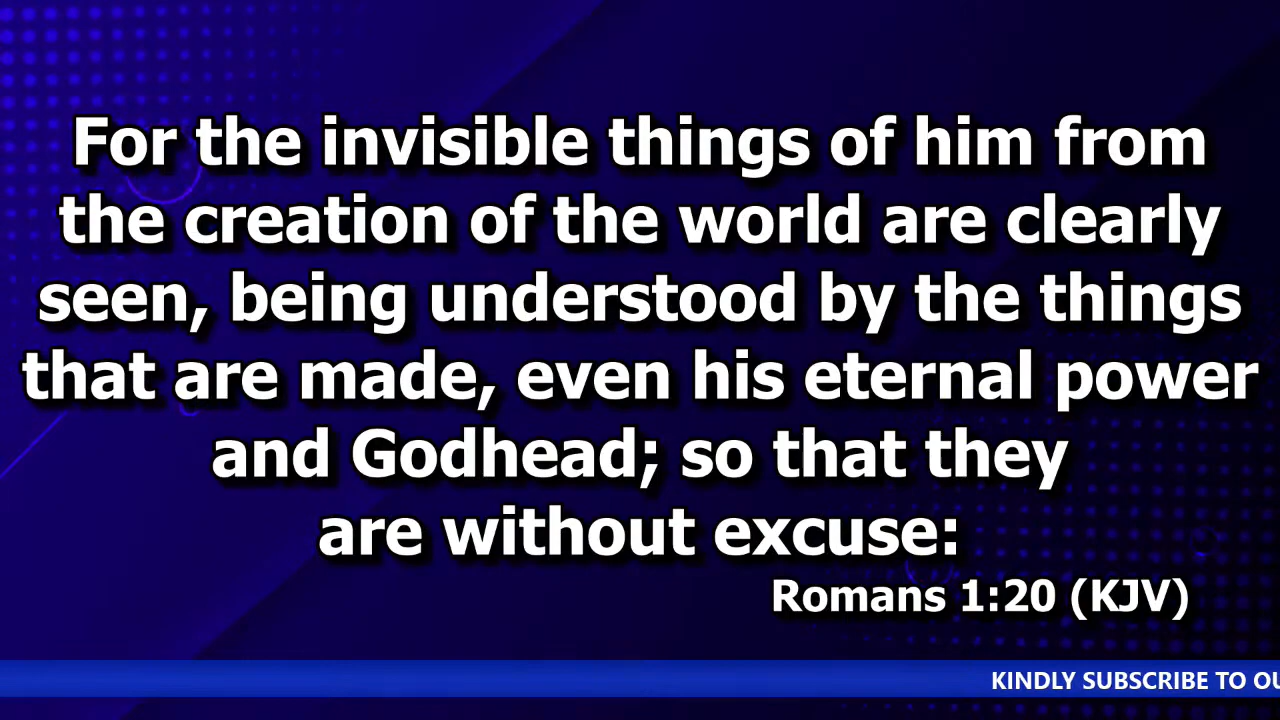 For the invisible things of him from
the creation of the world are clearly
seen, being understood by the things
that are made, even his eternal power
and Godhead; so that they
are without excuse:
Romans 1:20 (KJV)
KINDLY SUBSCRIBE TO